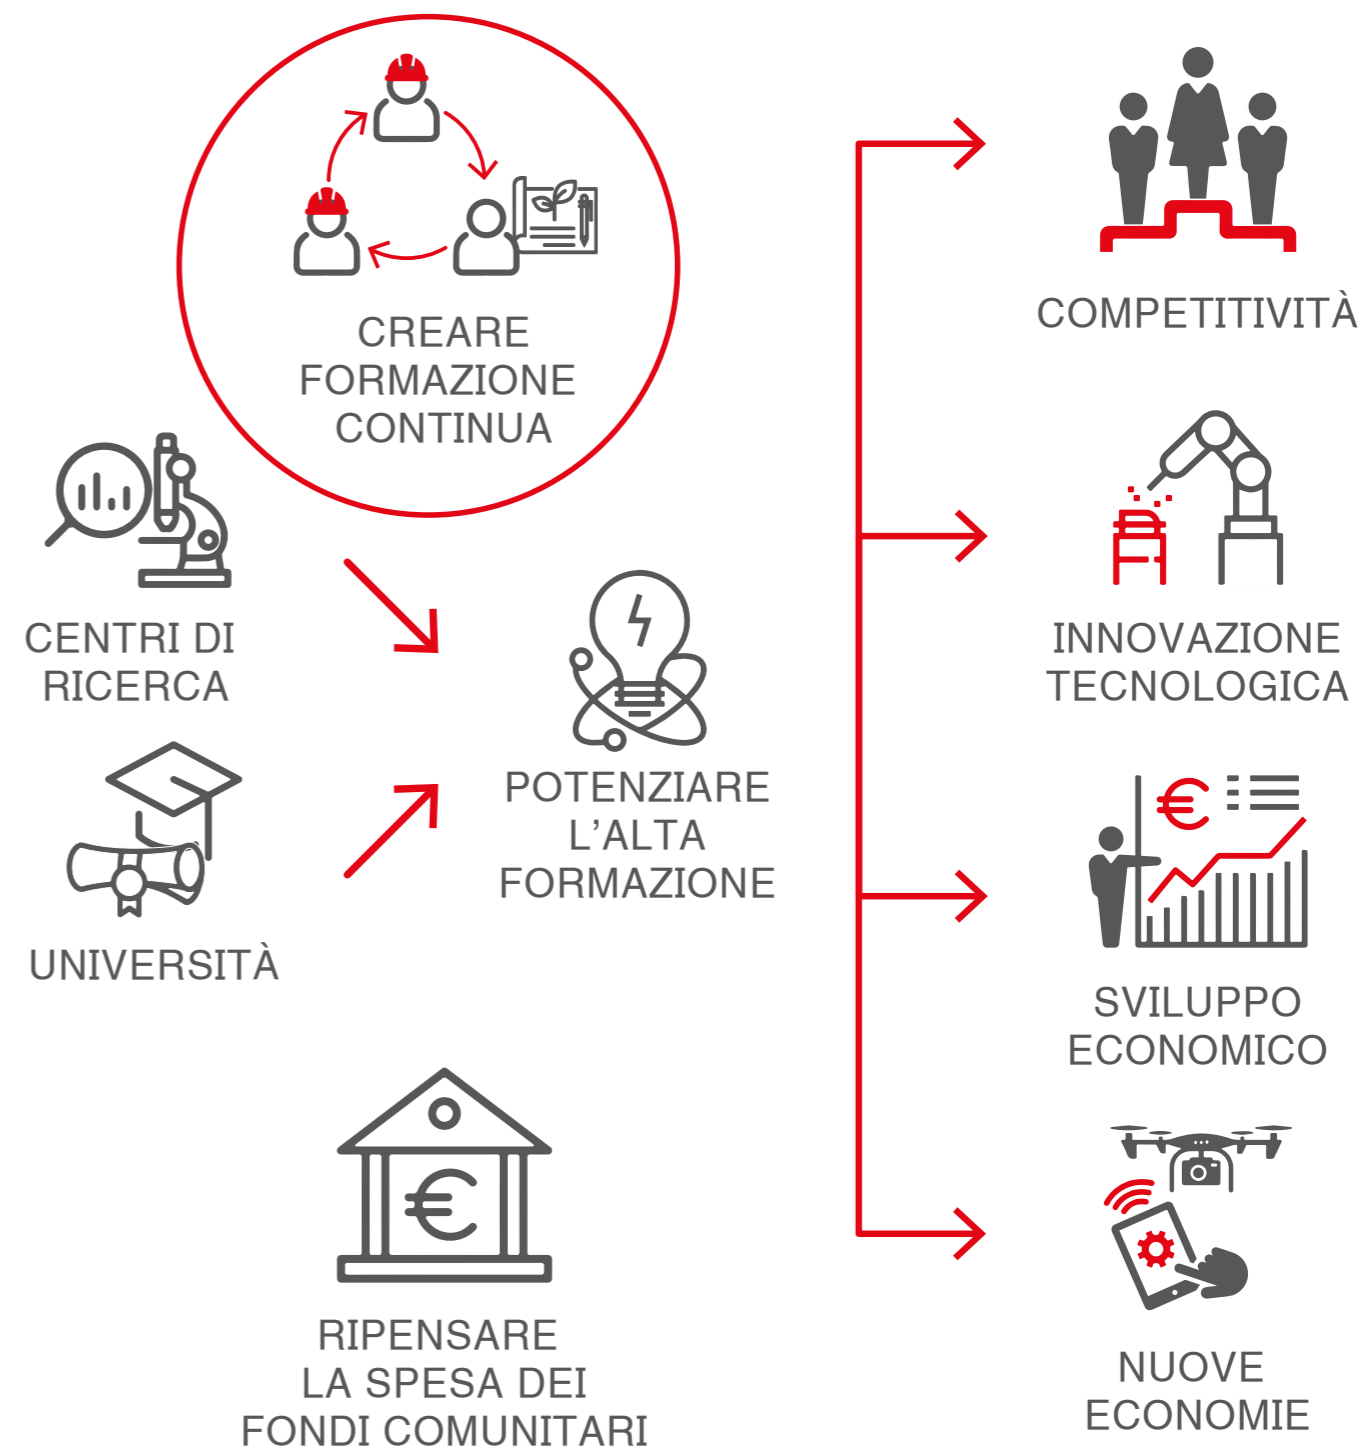 CREARE
FORMAZIONE
CONTINUA
CENTRI DI
RICERCA
UNIVERSITÀ
POTENZIARE
L'ALTA
FORMAZIONE
RIPENSARE
LA SPESA DEI
FONDI COMUNITARI
COMPETITIVITÀ
INNOVAZIONE
TECNOLOGICA
SVILUPPO
ECONOMICO
NUOVE
ECONOMIE